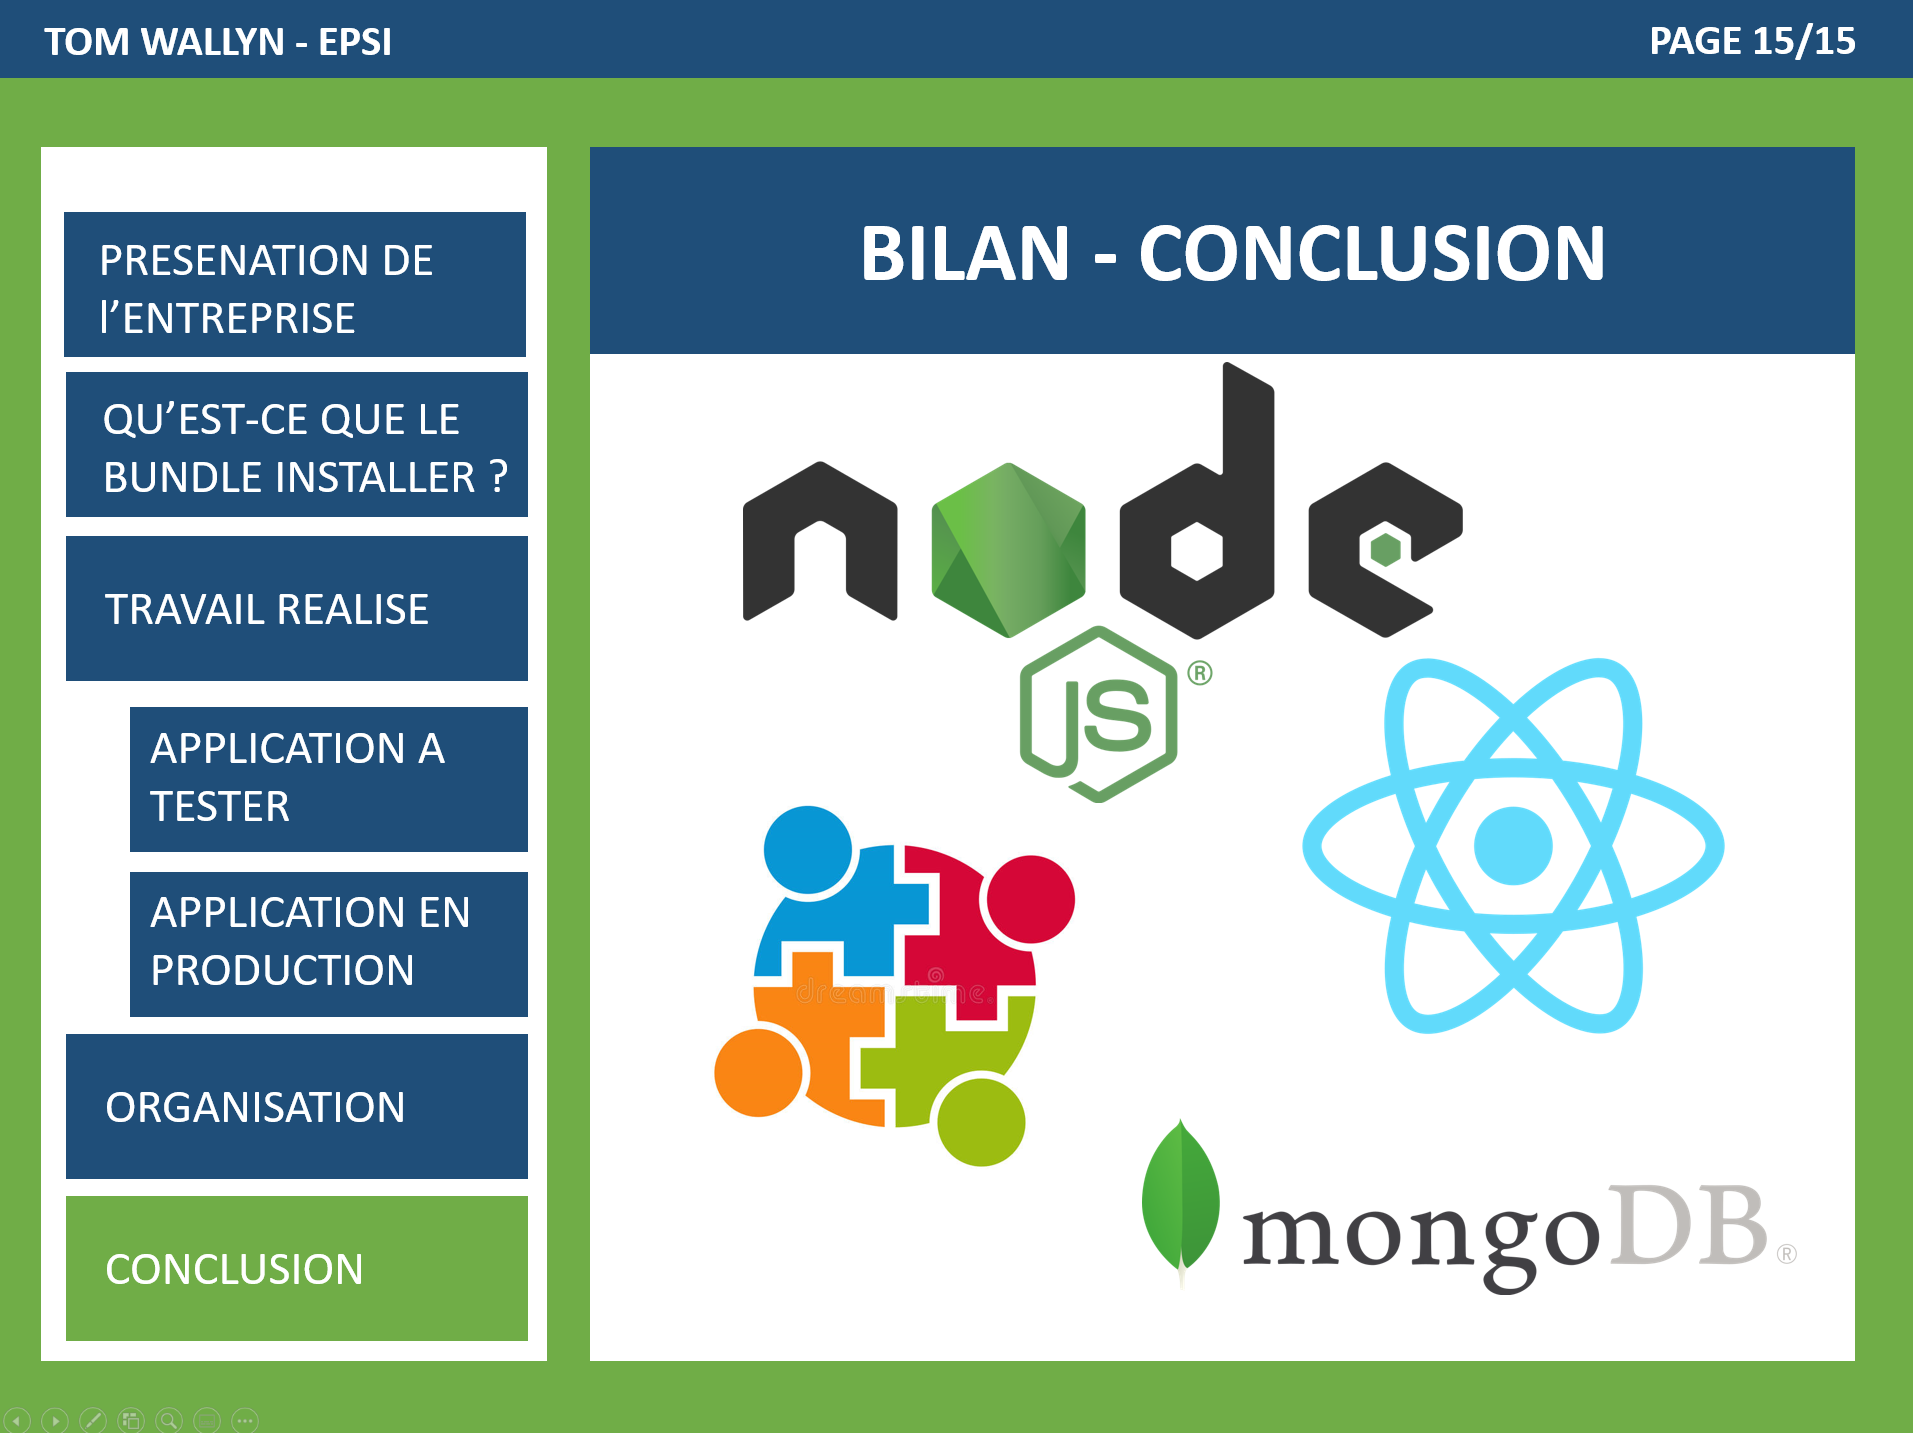 TOM WALLYN - EPSI
PAGE 15/15
PRESENATION DE
l’ENTREPRISE
QU’EST-CE QUE LE
BUNDLE INSTALLER ?
TRAVAIL REALISE
APPLICATION A
TESTER
APPLICATION EN
PRODUCTION
ORGANISATION
CONCLUSION
BILAN - CONCLUSION
node
JS®
dreamstime®
mongoDB®